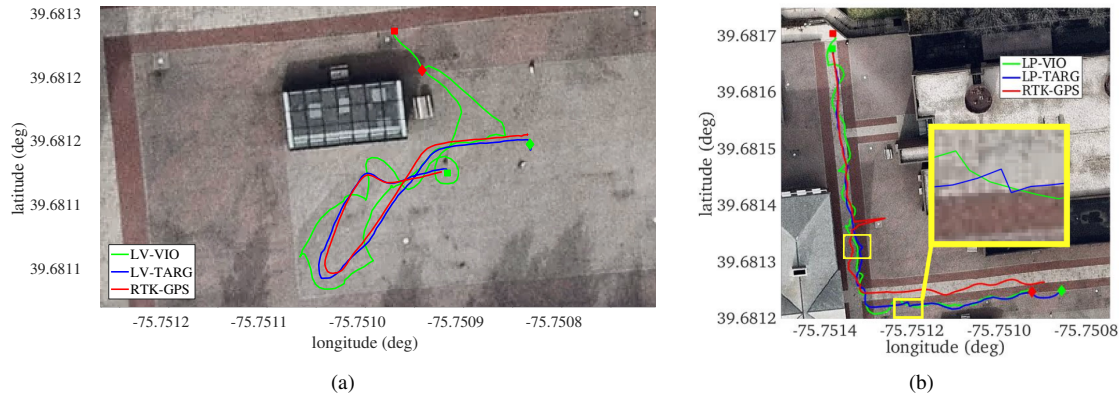 39.6813
39.6812
39.6812
39.6811
39.6811
latitude (deg)
LV-VIO
LV-TARG
RTK-GPS
-75.7512
-75.7511
-75.7510
-75.7509
-75.7508
longitude (deg)
(a)
39.6817
39.6816
39.6815
39.6814
39.6813
39.6812
latitude (deg)
LP-VIO
LP-TARG
RTK-GPS
-75.7514
-75.7512
-75.7510
-75.7508
longitude (deg)
(b)